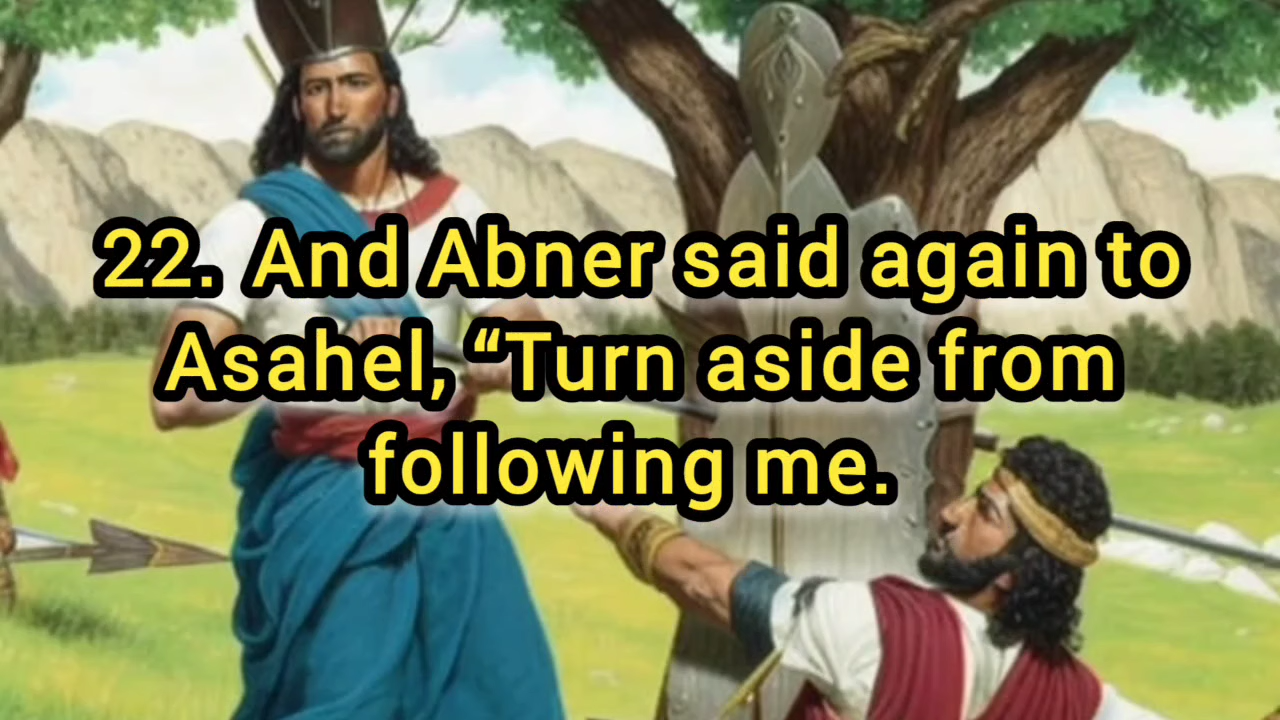 22. And Abner said again to
Asahel, “Turn aside from
following me.